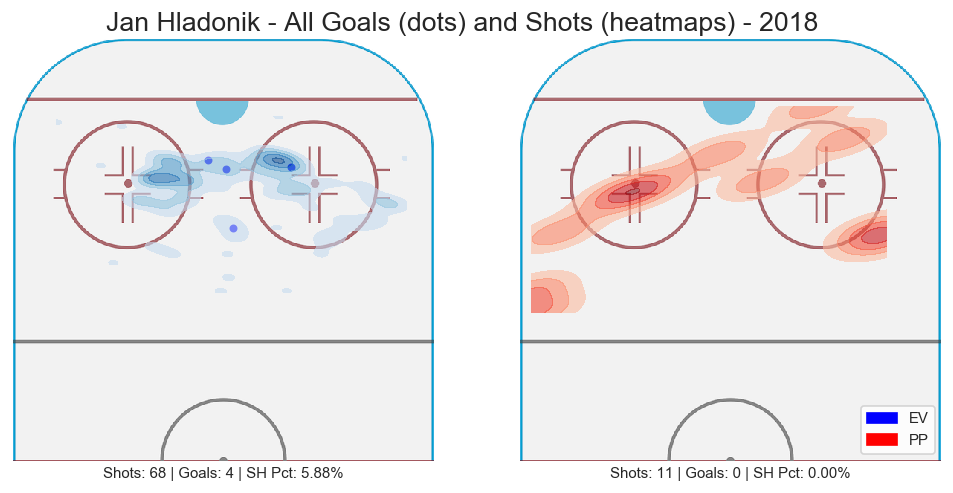 Jan Hladonik - All Goals (dots) and Shots (heatmaps) - 2018
EV
PP
Shots: 68 | Goals: 4 | SH Pct: 5.88%
Shots: 11 | Goals: 0 | SH Pct: 0.00%